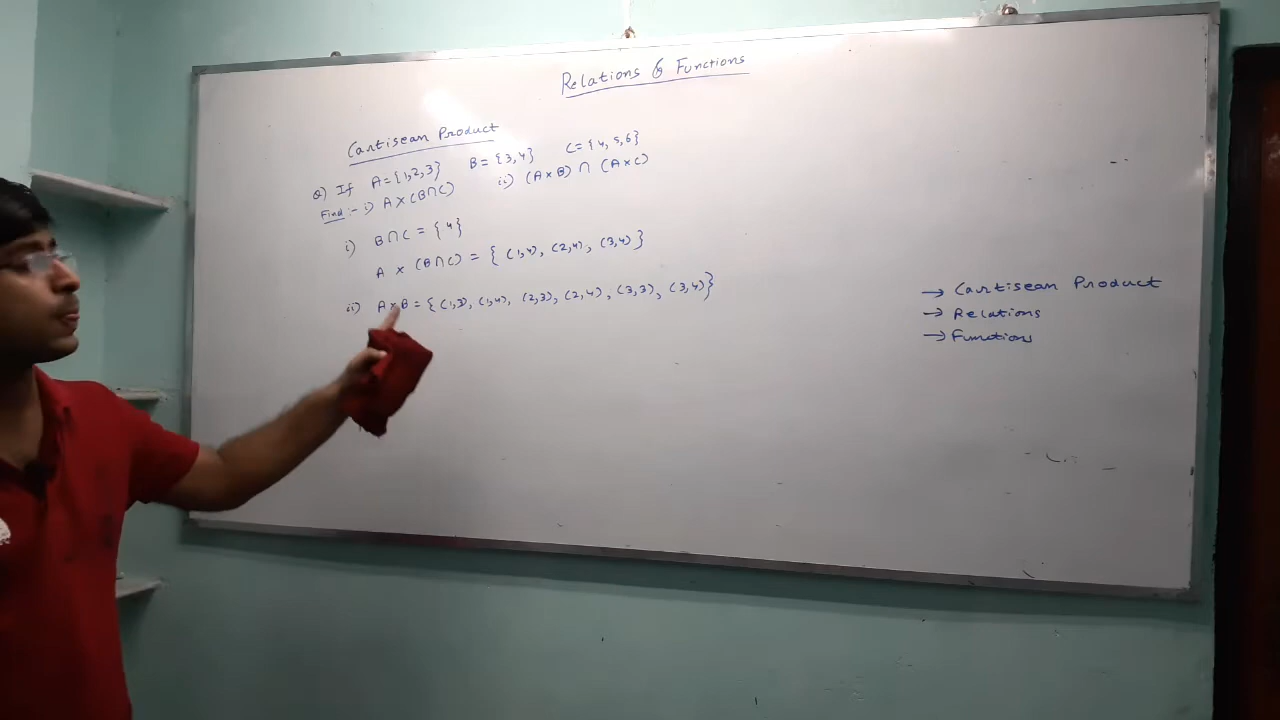 Relations & Functions
Cartisean Product
Q) If A={1,2,3} B={3,4} C={4,5,6}
Find:- i) A×(B∩C) ii) (A×B)∩(A×C)
i) B∩C = {4}
A × (B∩C) = {(1,4), (2,4), (3,4)}
ii) A×B = {(1,3), (1,4), (2,3), (2,4), (3,3), (3,4)}
→ Cartisean Product
→ Relations
→ Functions